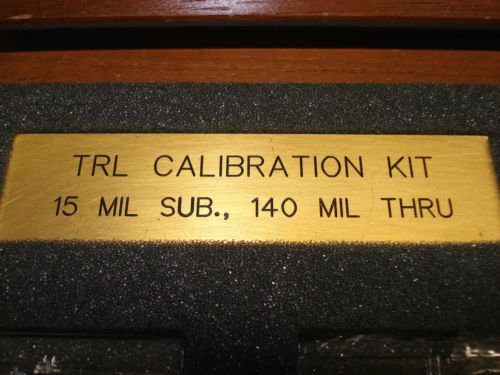 TRL CALIBRATION KIT
15 MIL SUB., 140 MIL THRU